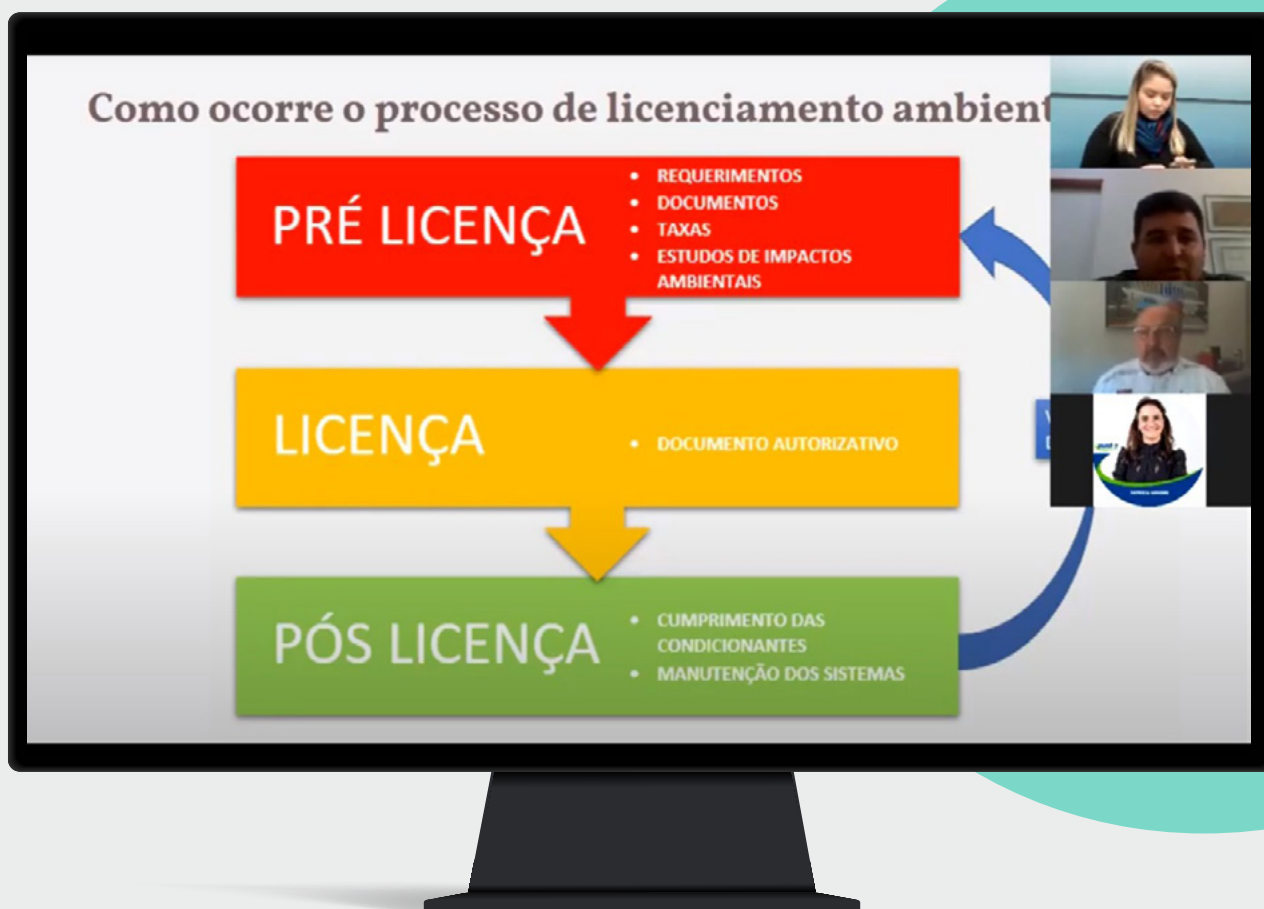 Como ocorre o processo de licenciamento
PRÉ LICENÇA
• REQUERIMENTOS
• DOCUMENTOS
• TAXAS
• ESTUDOS DE IMPACTOS
AMBIENTAIS
LICENÇA
• DOCUMENTO AUTORIZATIVO
PÓS LICENÇA
• CUMPRIMENTO DAS
CONDICIONANTES
• MANUTENÇÃO DOS SISTEMAS